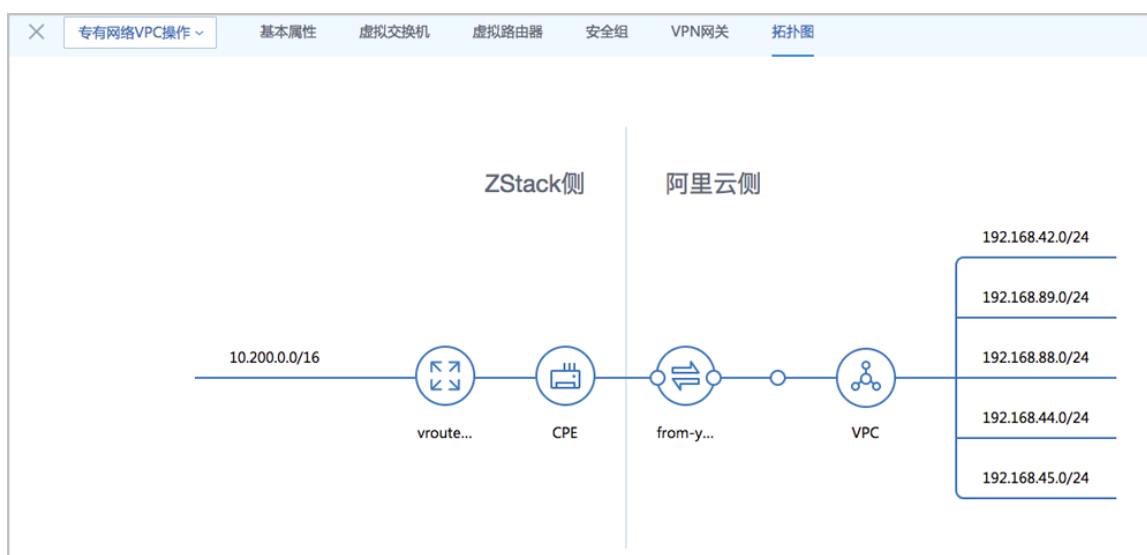 专有网络VPC操作 基本属性 虚拟交换机 虚拟路由器 安全组 VPN网关 拓扑图
ZStack侧 阿里云侧
192.168.42.0/24
192.168.89.0/24
10.200.0.0/16 192.168.88.0/24
192.168.44.0/24
vroute... CPE from-y... VPC
192.168.45.0/24